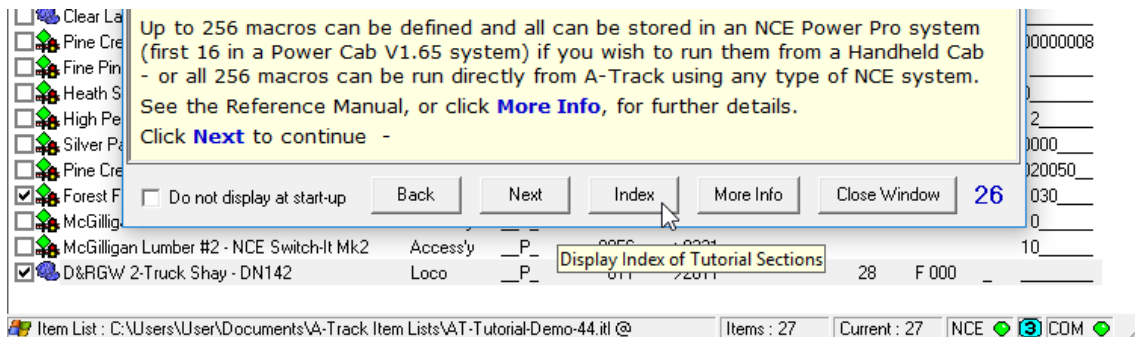 Clear La
Pine Cre
Fine Pin
Heath S
High Pe
Silver Pa
Pine Cre
Forest F
McGillig
Up to 256 macros can be defined and all can be stored in an NCE Power Pro system
(first 16 in a Power Cab V1.65 system) if you wish to run them from a Handheld Cab
- or all 256 macros can be run directly from A-Track using any type of NCE system.
See the Reference Manual, or click More Info, for further details.
Click Next to continue -
Do not display at start-up Back Next Index More Info Close Window 26
00000008
2
0000
020050
030
0
McGilligan Lumber #2 - NCE Switch-It Mk2 Access'y __P_ 10
Display Index of Tutorial Sections
D&RGW 2-Truck Shay - DN142 Loco __P_ 28 F 000 _
Item List : C:\Users\User\Documents\A-Track Item Lists\AT-Tutorial-Demo-44.itl @ Items : 27 Current : 27 NCE 3 COM